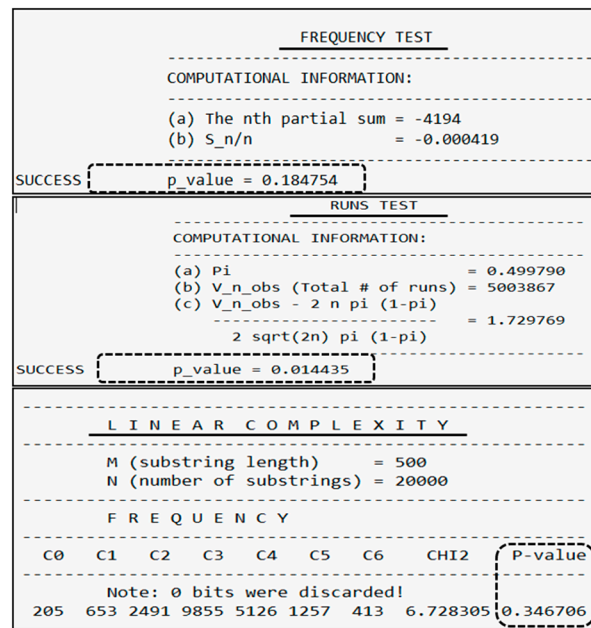 FREQUENCY TEST
---------------------------------------------
COMPUTATIONAL INFORMATION:
---------------------------------------------
(a) The nth partial sum = -4194
(b) S_n/n = -0.000419
---------------------------------------------
SUCCESS p_value = 0.184754
RUNS TEST
---------------------------------------------
COMPUTATIONAL INFORMATION:
---------------------------------------------
(a) Pi = 0.499790
(b) V_n_obs (Total # of runs) = 5003867
(c) V_n_obs - 2 n pi (1-pi)
----------------------- = 1.729769
2 sqrt(2n) pi (1-pi)
---------------------------------------------
SUCCESS p_value = 0.014435
-----------------------------------------------------
L I N E A R C O M P L E X I T Y
-----------------------------------------------------
M (substring length) = 500
N (number of substrings) = 20000
-----------------------------------------------------
F R E Q U E N C Y
-----------------------------------------------------
C0 C1 C2 C3 C4 C5 C6 CHI2 P-value
-----------------------------------------------------
Note: 0 bits were discarded!
205 653 2491 9855 5126 1257 413 6.728305 0.346706